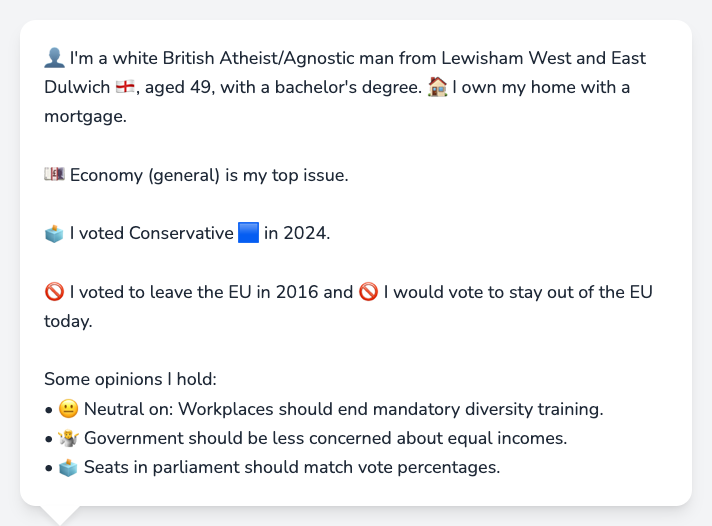 👤 I'm a white British Atheist/Agnostic man from Lewisham West and East
Dulwich 🏴󠁧󠁢󠁥󠁮󠁧󠁿, aged 49, with a bachelor's degree. 🏠 I own my home with a
mortgage.
💷 Economy (general) is my top issue.
🗳️ I voted Conservative 🟦 in 2024.
🚫 I voted to leave the EU in 2016 and 🚫 I would vote to stay out of the EU
today.
Some opinions I hold:
• 😐 Neutral on: Workplaces should end mandatory diversity training.
• 🤷 Government should be less concerned about equal incomes.
• 🗳️ Seats in parliament should match vote percentages.